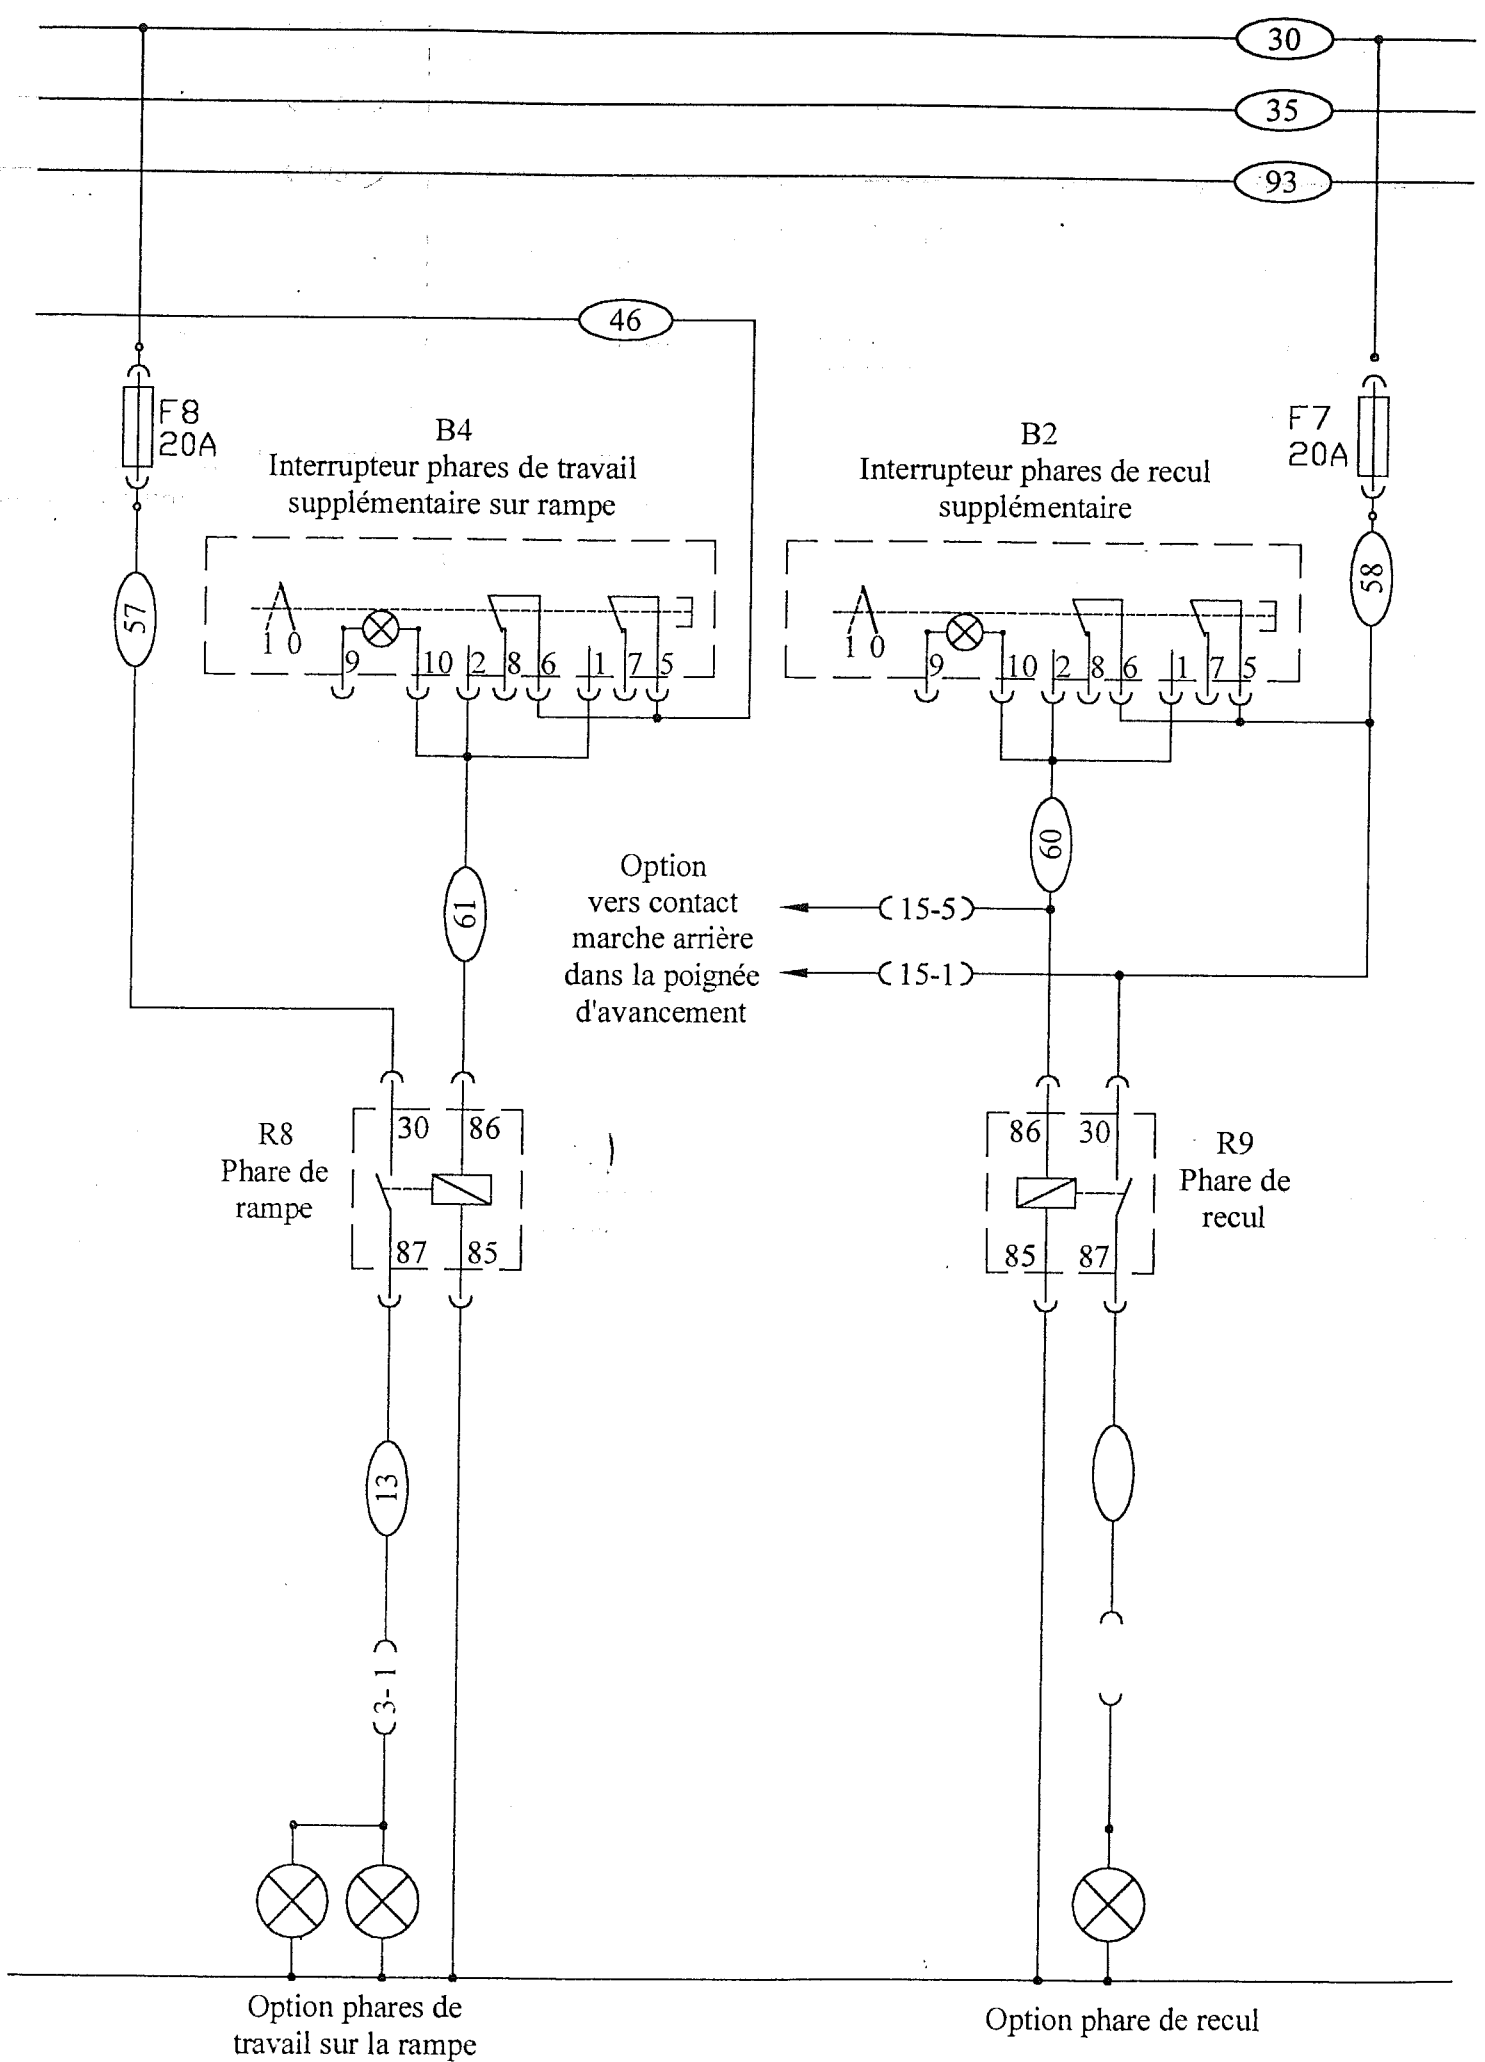 30
35
93
46
F8
20A
F7
20A
B4
Interrupteur phares de travail
supplémentaire sur rampe
B2
Interrupteur phares de recul
supplémentaire
57
58
1 0
9
10
2
8
6
1
7
5
1 0
9
10
2
8
6
1
7
5
61
60
Option
vers contact
marche arrière
dans la poignée
d'avancement
15-5
15-1
R8
Phare de
rampe
30
86
87
85
86
30
85
87
R9
Phare de
recul
13
3-1
Option phares de
travail sur la rampe
Option phare de recul